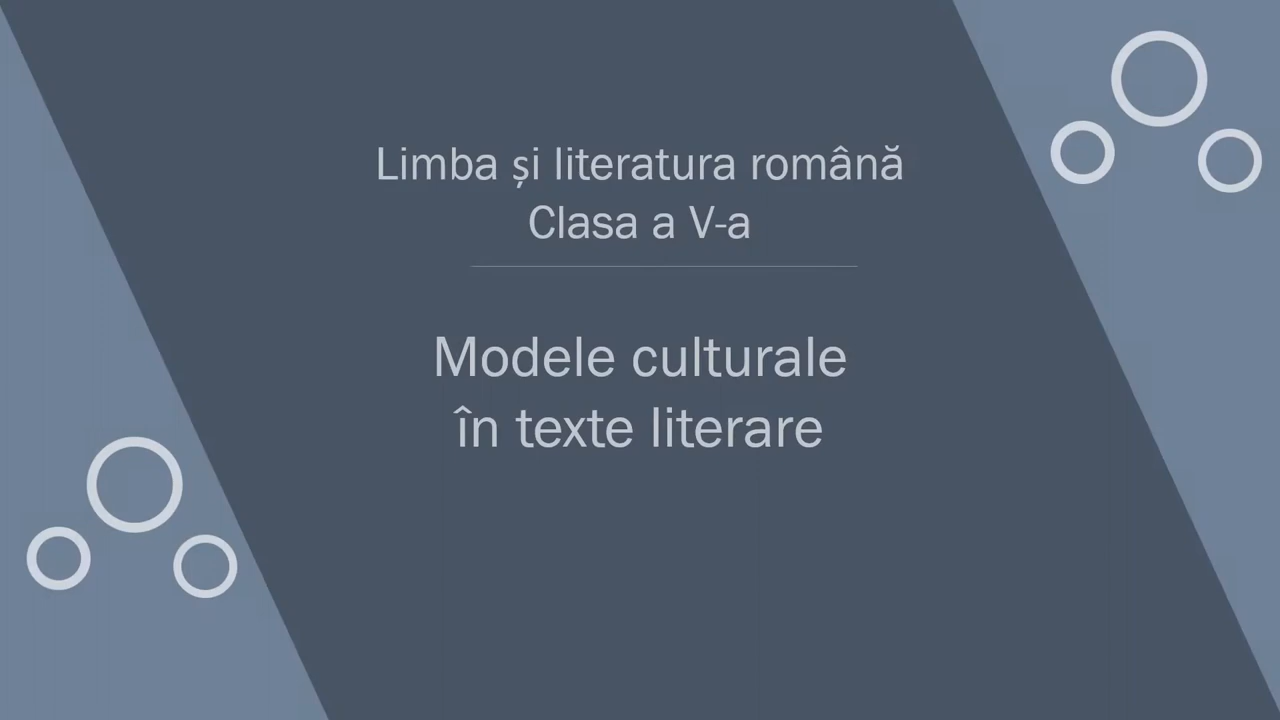 Limba și literatura română
Clasa a V-a
Modele culturale
în texte literare